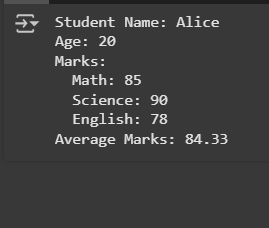 Student Name: Alice
Age: 20
Marks:
  Math: 85
  Science: 90
  English: 78
Average Marks: 84.33